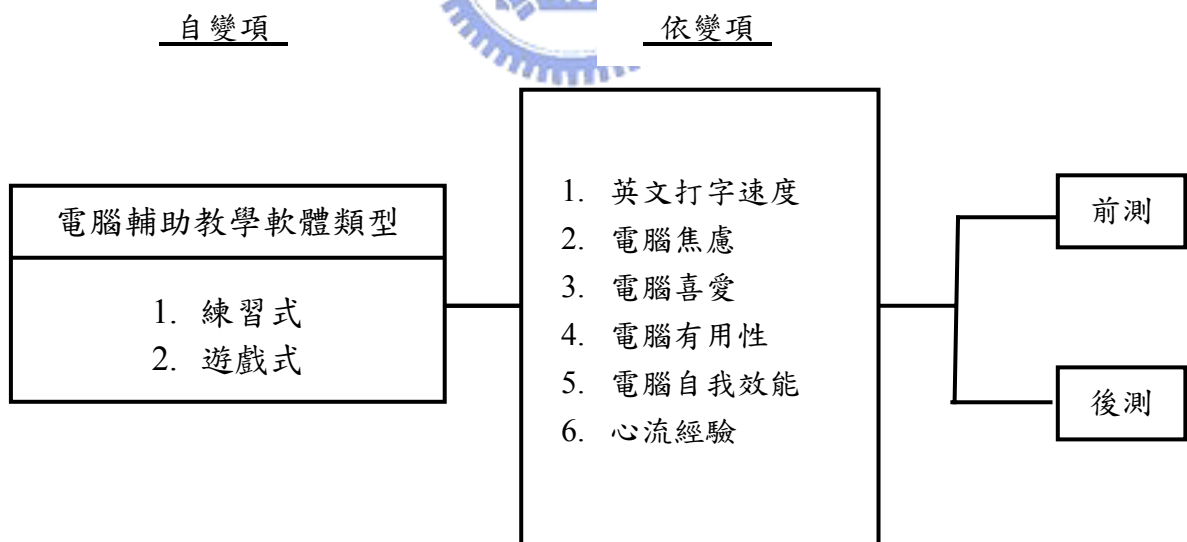 自變項
依變項
電腦輔助教學軟體類型
1. 練習式
2. 遊戲式
1. 英文打字速度
2. 電腦焦慮
3. 電腦喜愛
4. 電腦有用性
5. 電腦自我效能
6. 心流經驗
前測
後測